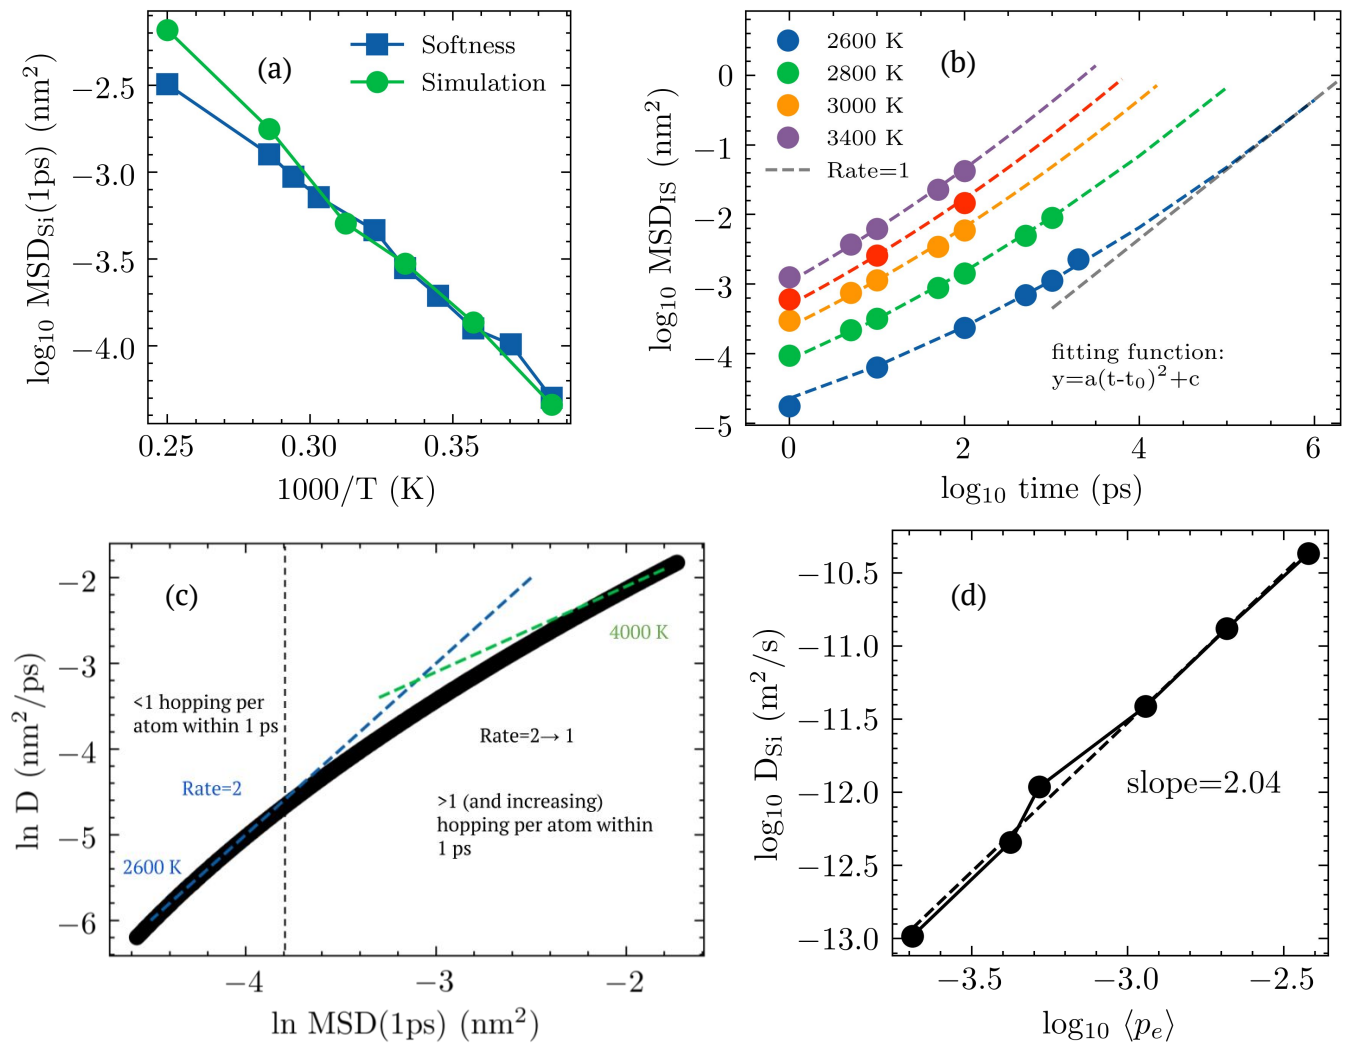 (a)
Softness
Simulation
log₁₀ MSD_Si(1ps) (nm²)
−2.5
−3.0
−3.5
−4.0
0.25
0.30
0.35
1000/T (K)
(b)
2600 K
2800 K
3000 K
3400 K
Rate=1
log₁₀ MSD_IS (nm²)
0
−1
−2
−3
−4
−5
fitting function:
y=a(t-t₀)²+c
0
2
4
6
log₁₀ time (ps)
(c)
ln D (nm²/ps)
−2
−3
−4
−5
−6
4000 K
<1 hopping per
atom within 1 ps
Rate=2→ 1
Rate=2
>1 (and increasing)
hopping per atom within
1 ps
2600 K
−4
−3
−2
ln MSD(1ps) (nm²)
(d)
log₁₀ D_Si (m²/s)
−10.5
−11.0
−11.5
−12.0
−12.5
−13.0
slope=2.04
−3.5
−3.0
−2.5
log₁₀ ⟨pₑ⟩